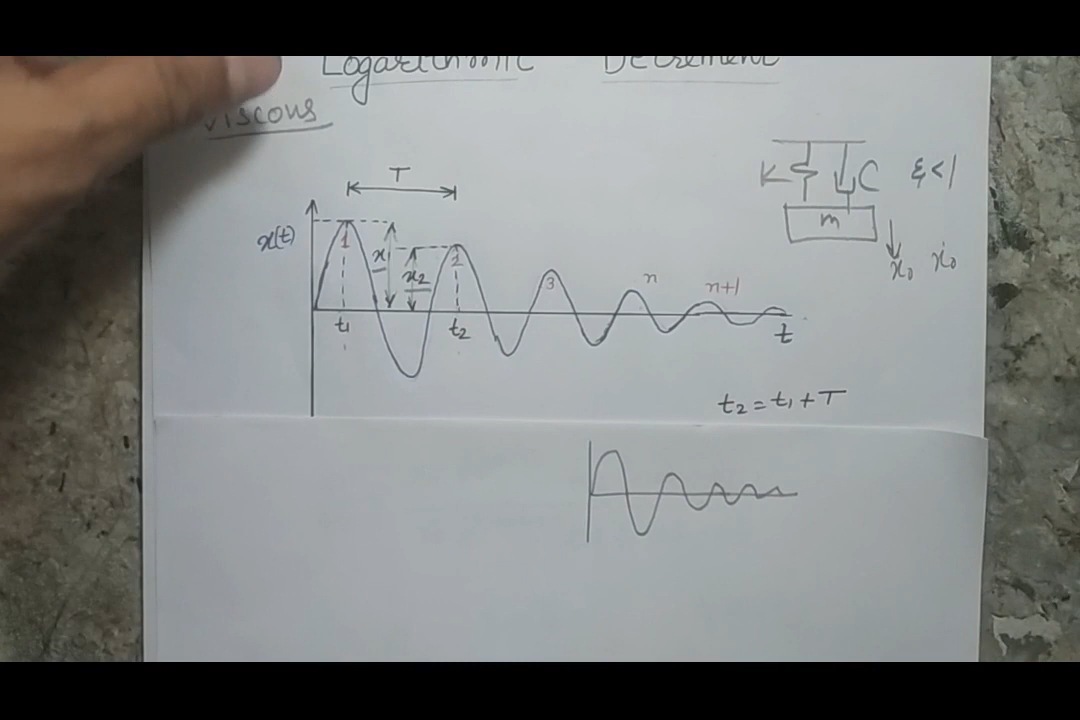 Logarithmic Decrement
viscous
T
K C ξ<1
m
x(t) 1 x 2 x₂ 3 n n+1
x₀ ẋ₀
t₁ t₂ t
t₂=t₁+T